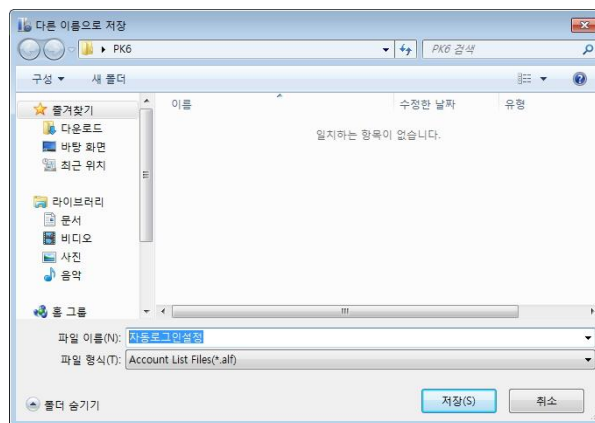 다른 이름으로 저장
PK6
PK6 검색
구성 새 폴더
이름 수정한 날짜 유형
일치하는 항목이 없습니다.
즐겨찾기
다운로드
바탕 화면
최근 위치
라이브러리
문서
비디오
사진
음악
홈 그룹
파일 이름(N): 자동로그인설정
파일 형식(T): Account List Files(*.alf)
폴더 숨기기
저장(S)
취소